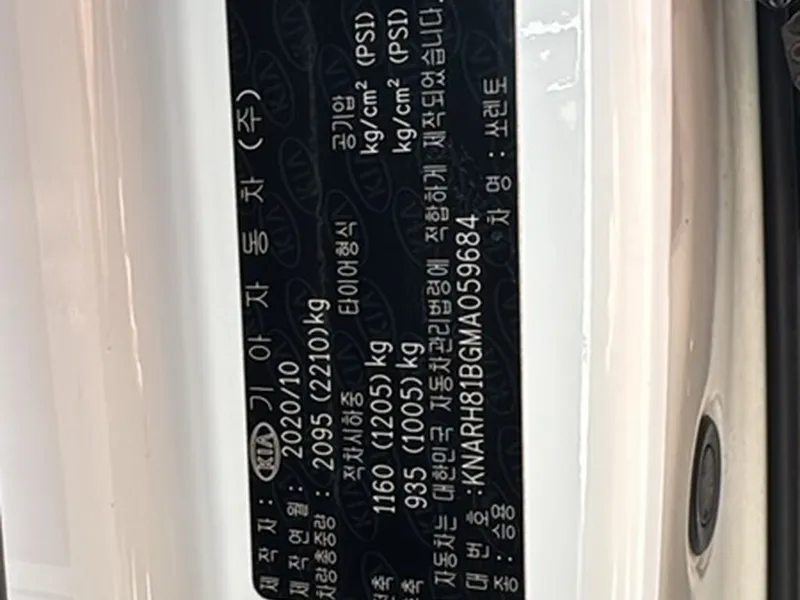 제 작 자 : KIA 기 아 자 동 차 (주)
제 작 연 월 : 2020/10
차량총중량 : 2095 (2210)kg
적차시하중 타이어형식 공기압
1160 (1205)kg kg/cm² (PSI)
935 (1005)kg kg/cm² (PSI)
자동차는 대한민국 자동차관리법령에 적합하게 제작되었습니다.
대 번 호 :KNARH81BGMA059684 차 명 : 쏘렌토